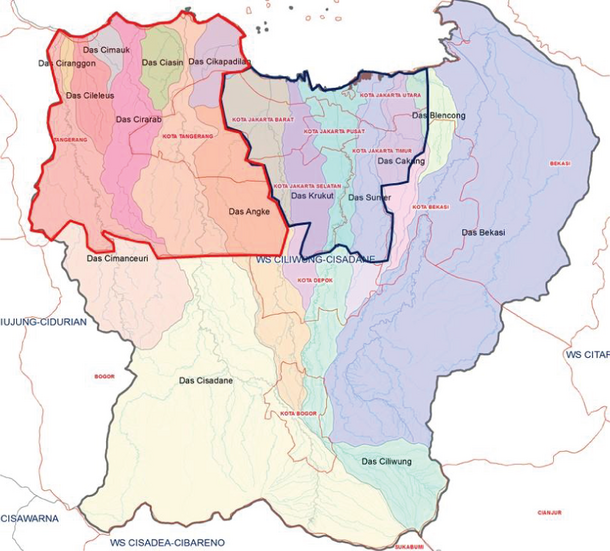 Das Cimauk
Das Ciranggon
Das Ciasin
Das Cikapadilan
Das Cileleus
KOTA JAKARTA UTARA
Das Blencong
Das Cirarab
KOTA JAKARTA BARAT
KOTA JAKARTA PUSAT
TANGERANG
KOTA TANGERANG
KOTA JAKARTA TIMUR
Das Cakung
BEKASI
KOTA JAKARTA SELATAN
Das Krukut
Das Sunter
KOTA BEKASI
Das Angke
Das Bekasi
Das Cimanceuri
WS CILIWUNG-CISADANE
KOTA DEPOK
IUJUNG-CIDURIAN
WS CITAR
BOGOR
Das Cisadane
KOTA BOGOR
Das Ciliwung
CISAWARNA
CIANJUR
WS CISADEA-CIBARENO
SUKABUMI